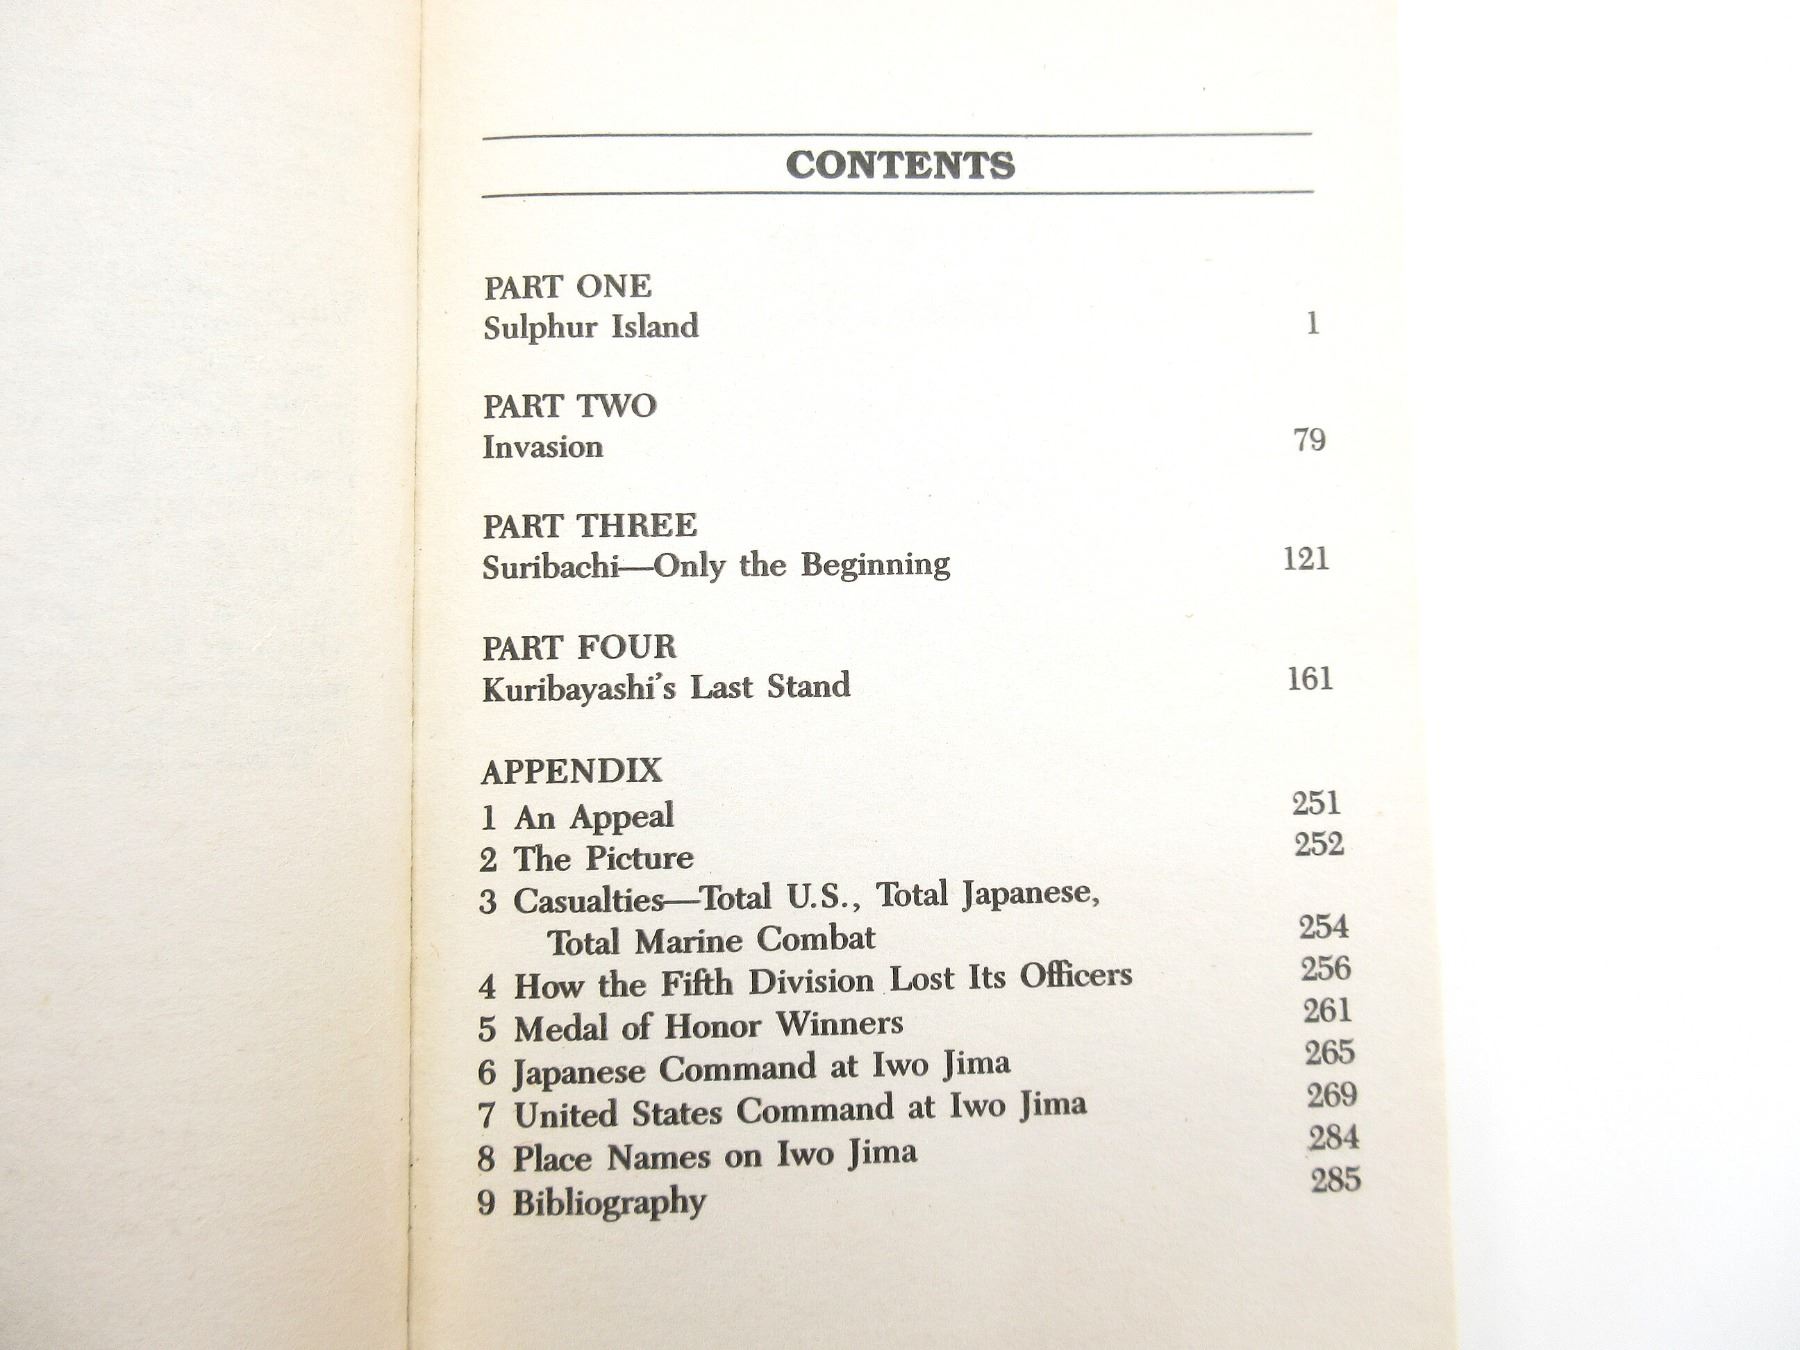 CONTENTS
PART ONE
Sulphur Island 1
PART TWO
Invasion 79
PART THREE
Suribachi—Only the Beginning 121
PART FOUR
Kuribayashi's Last Stand 161
APPENDIX
1 An Appeal 251
2 The Picture 252
3 Casualties—Total U.S., Total Japanese,
Total Marine Combat 254
4 How the Fifth Division Lost Its Officers 256
5 Medal of Honor Winners 261
6 Japanese Command at Iwo Jima 265
7 United States Command at Iwo Jima 269
8 Place Names on Iwo Jima 284
9 Bibliography 285